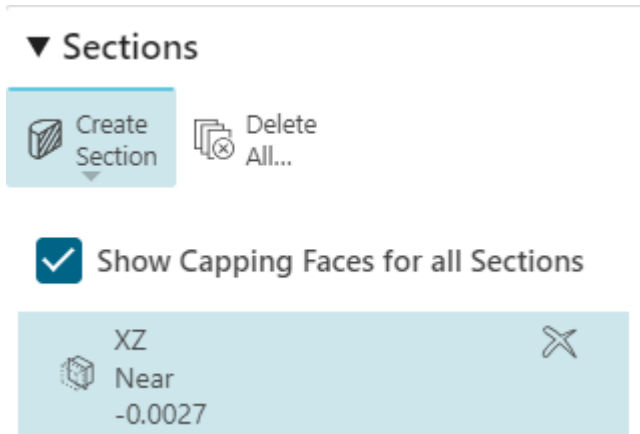 Sections
Create
Section
Delete
All...
Show Capping Faces for all Sections
XZ
Near
-0.0027